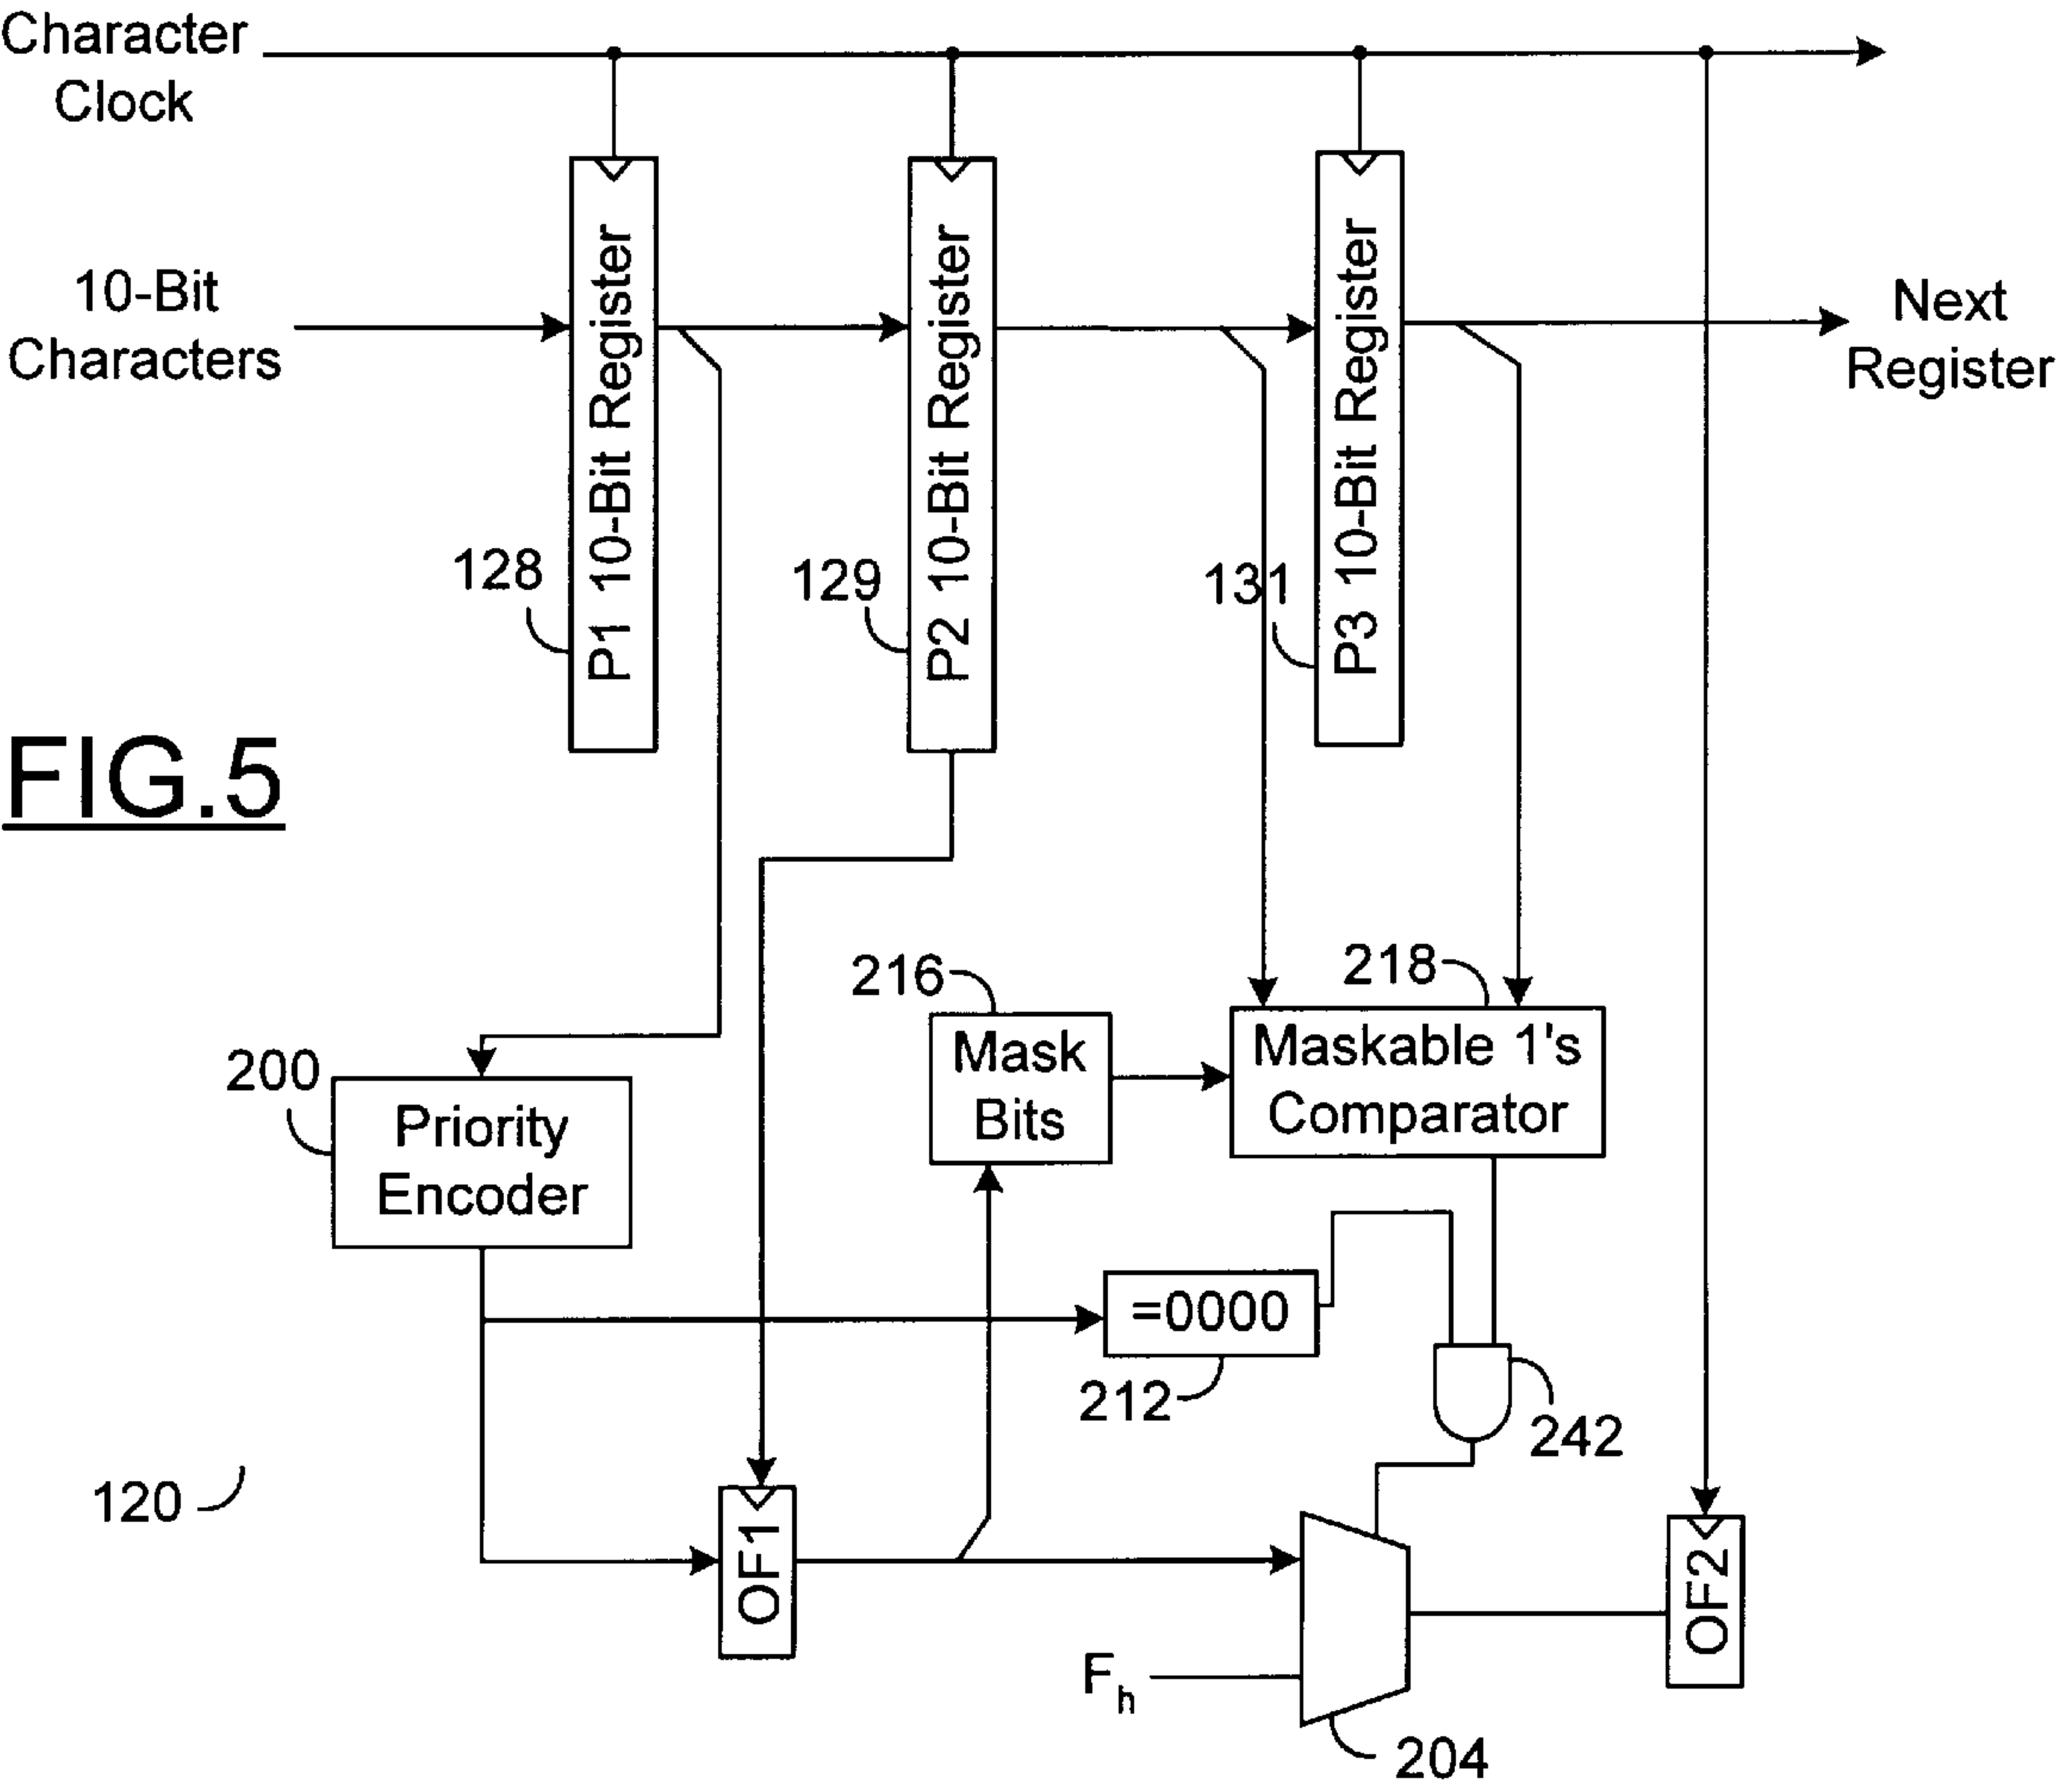 Character
Clock
10-Bit
Characters
P1 10-Bit Register
P2 10-Bit Register
P3 10-Bit Register
Next
Register
128
129
131
FIG.5
216
218
Mask
Bits
Maskable 1's
Comparator
200
Priority
Encoder
=0000
212
242
120
OF1
OF2
Fh
204